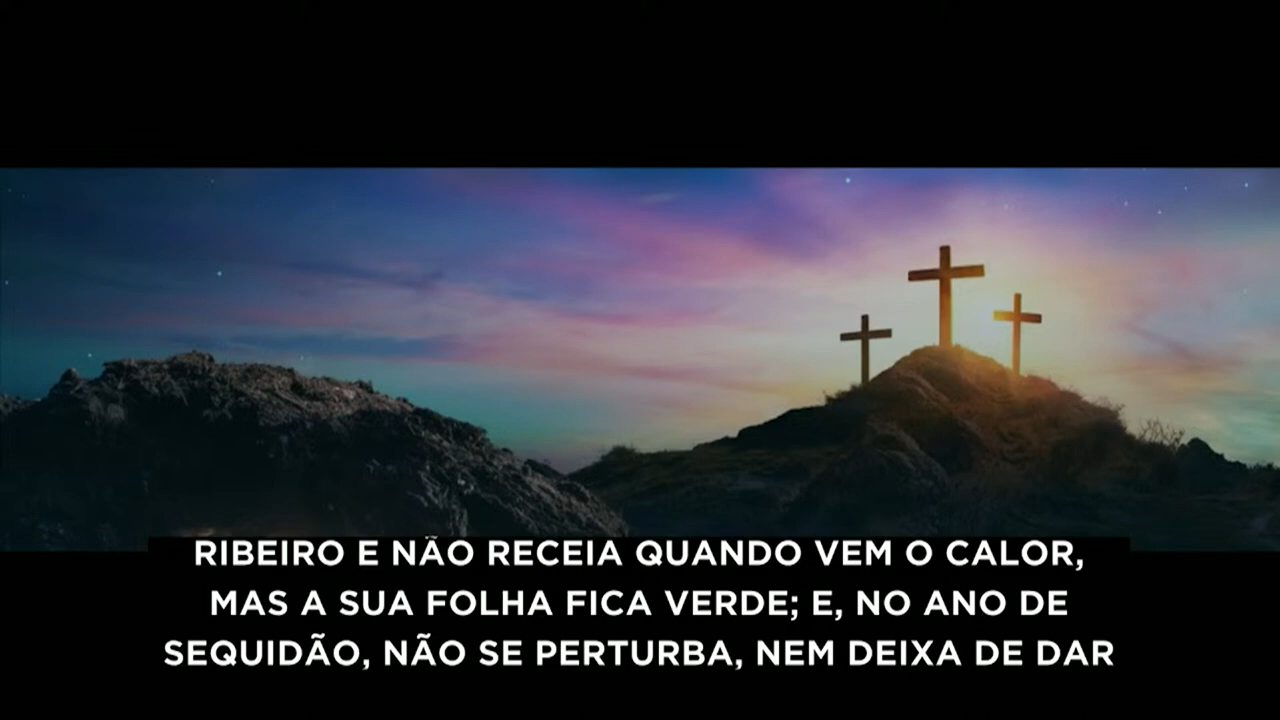 RIBEIRO E NÃO RECEIA QUANDO VEM O CALOR,
MAS A SUA FOLHA FICA VERDE; E, NO ANO DE
SEQUIDÃO, NÃO SE PERTURBA, NEM DEIXA DE DAR